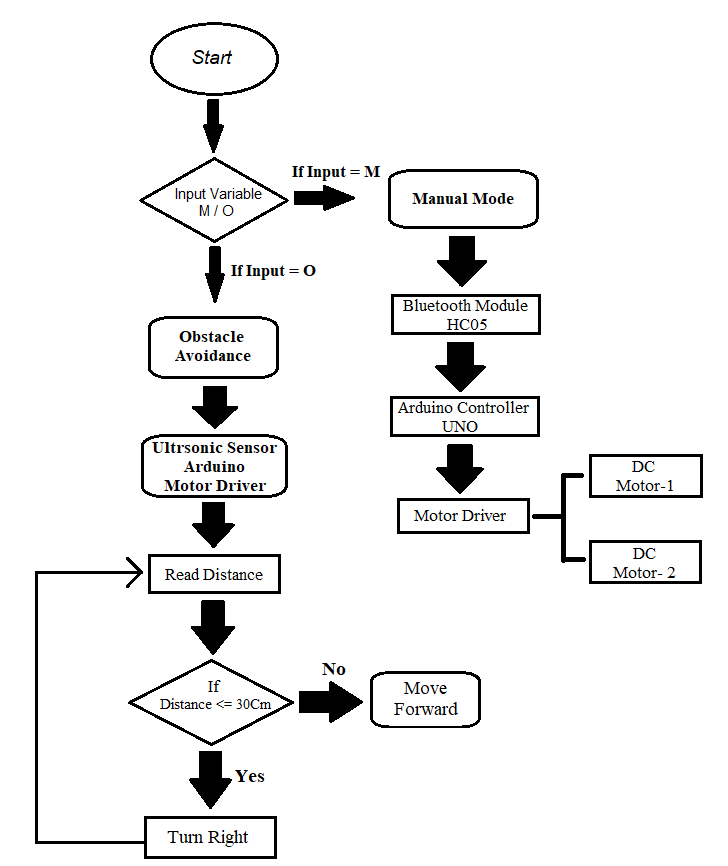 Start
Input Variable
M / O
If Input = M
Manual Mode
If Input = O
Bluetooth Module
HC05
Obstacle
Avoidance
Arduino Controller
UNO
Ultrsonic Sensor
Arduino
Motor Driver
Motor Driver
DC
Motor-1
DC
Motor- 2
Read Distance
If
Distance <= 30Cm
No
Move
Forward
Yes
Turn Right